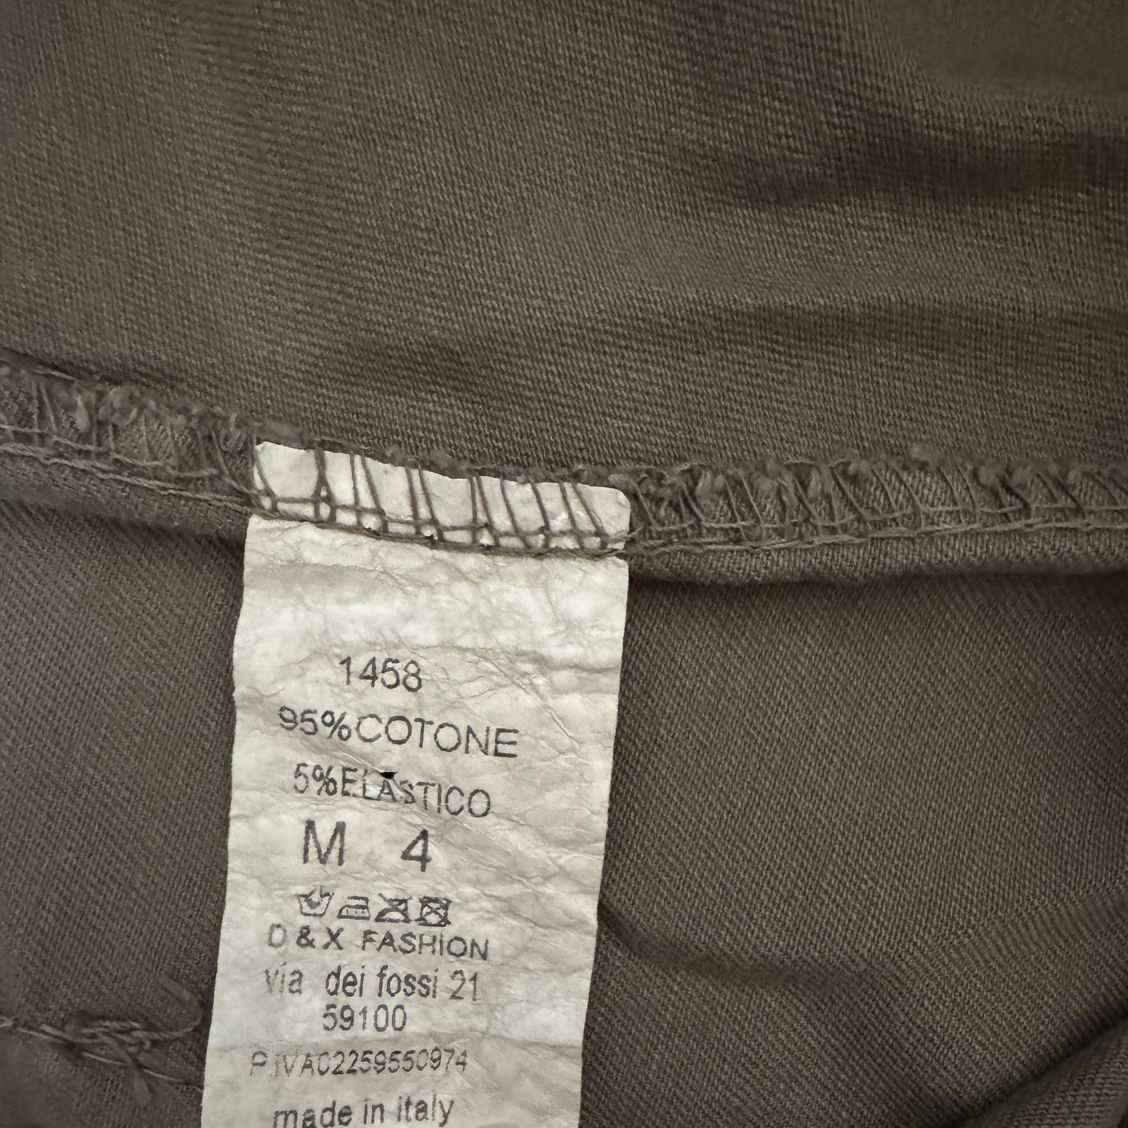 1458
95%COTONE
5%ELASTICO
M 4
D & X FASHION
via dei fossi 21
59100
P.IVA02259550974
made in italy